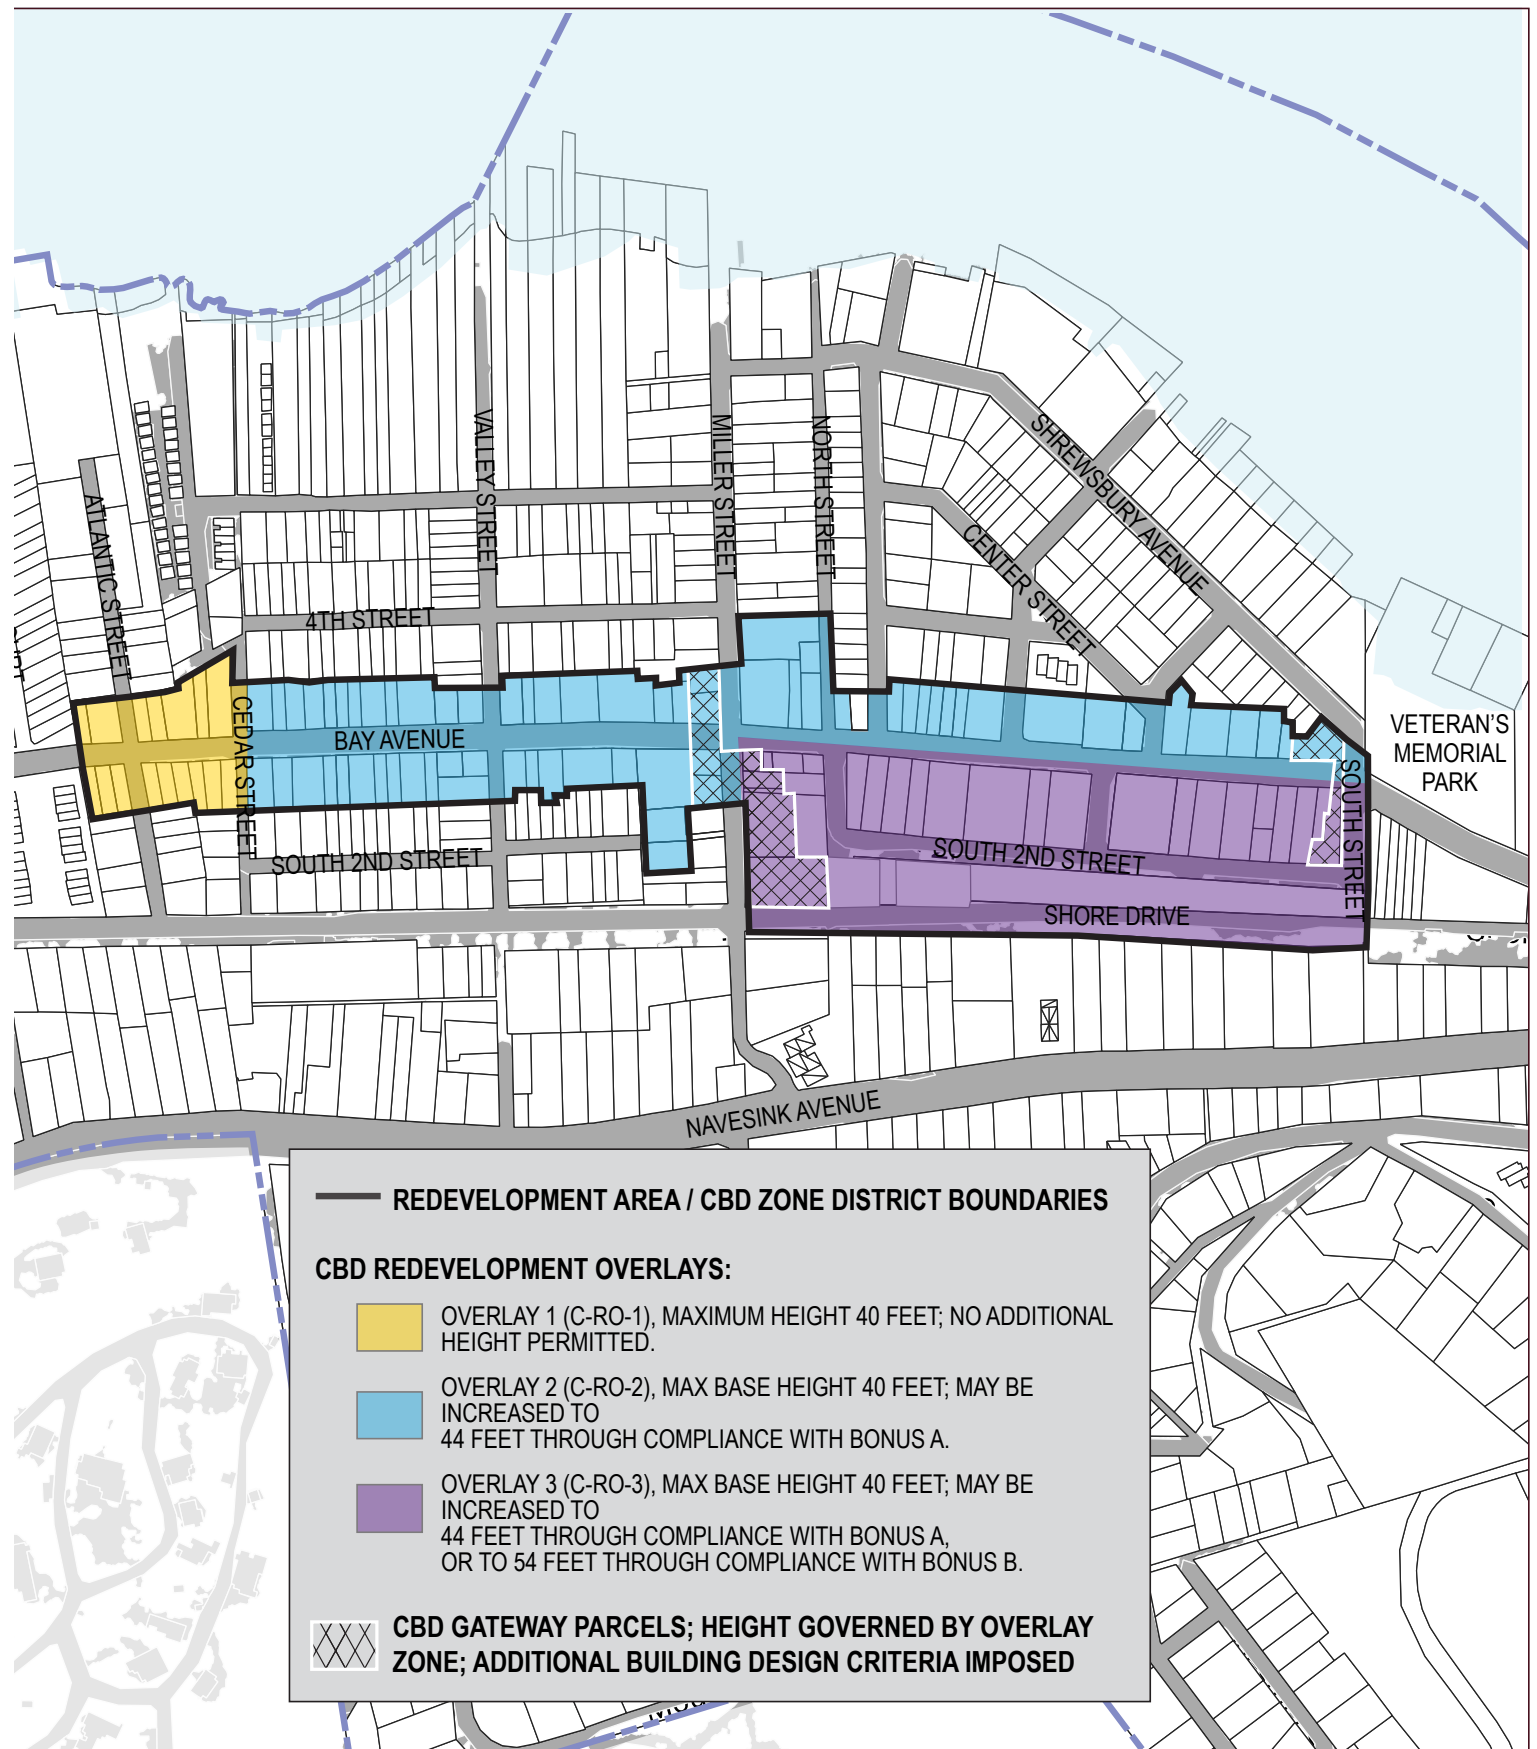 VALLEY STREET
MILLER STREET
NORTH STREET
SHREWSBURY AVENUE
ATLANTIC STREET
CENTER STREET
4TH STREET
CEDAR STREET
BAY AVENUE
VETERAN'S
MEMORIAL
PARK
SOUTH STREET
SOUTH 2ND STREET
SOUTH 2ND STREET
SHORE DRIVE
NAVESINK AVENUE
REDEVELOPMENT AREA / CBD ZONE DISTRICT BOUNDARIES
CBD REDEVELOPMENT OVERLAYS:
OVERLAY 1 (C-RO-1), MAXIMUM HEIGHT 40 FEET; NO ADDITIONAL
HEIGHT PERMITTED.
OVERLAY 2 (C-RO-2), MAX BASE HEIGHT 40 FEET; MAY BE
INCREASED TO
44 FEET THROUGH COMPLIANCE WITH BONUS A.
OVERLAY 3 (C-RO-3), MAX BASE HEIGHT 40 FEET; MAY BE
INCREASED TO
44 FEET THROUGH COMPLIANCE WITH BONUS A,
OR TO 54 FEET THROUGH COMPLIANCE WITH BONUS B.
CBD GATEWAY PARCELS; HEIGHT GOVERNED BY OVERLAY
ZONE; ADDITIONAL BUILDING DESIGN CRITERIA IMPOSED